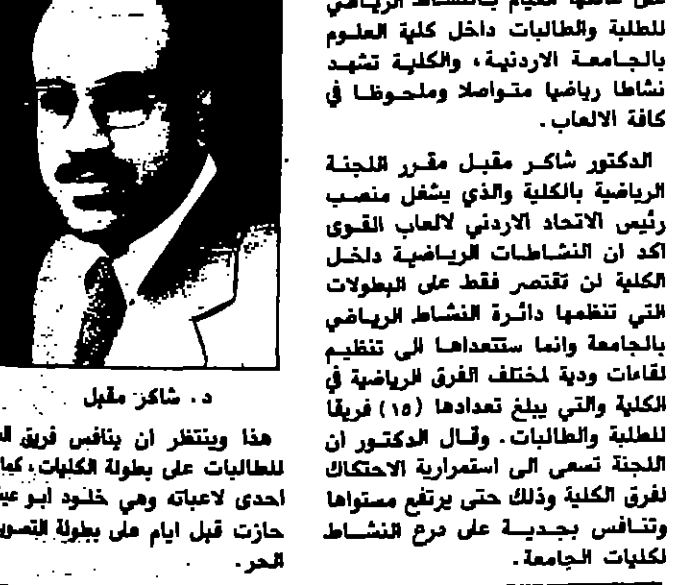 القيام بالنشاط الرياضي
للطلبة والطالبات داخل كلية العلوم
بالجامعة الاردنية، والكلية تشهد
نشاطا رياضيا متواصلا وملحوظا في
كافة الالعاب.
الدكتور شاكر مقبل مقرر اللجنة
الرياضية بالكلية والذي يشغل منصب
رئيس الاتحاد الاردني لالعاب القوى
اكد ان النشاطات الرياضية داخل
الكلية لن تقتصر فقط على البطولات
التي تنظمها دائرة النشاط الرياضي
بالجامعة وانما ستتعداها الى تنظيم
لقاءات ودية لمختلف الفرق الرياضية في
الكلية والتي يبلغ تعدادها (١٥) فريقا
للطلبة والطالبات. وقال الدكتور ان
اللجنة تسعى الى استمرارية الاحتكاك
لفرق الكلية وذلك حتى يرتفع مستواها
وتنافس بجدية على درع النشاط
لكليات الجامعة.
د. شاكر مقبل
هذا وينتظر ان ينافس فريق
للطالبات على بطولة الكليات، كما
احدى لاعباته وهي خلود ابو
حازت قبل ايام على بطولة
الحر.